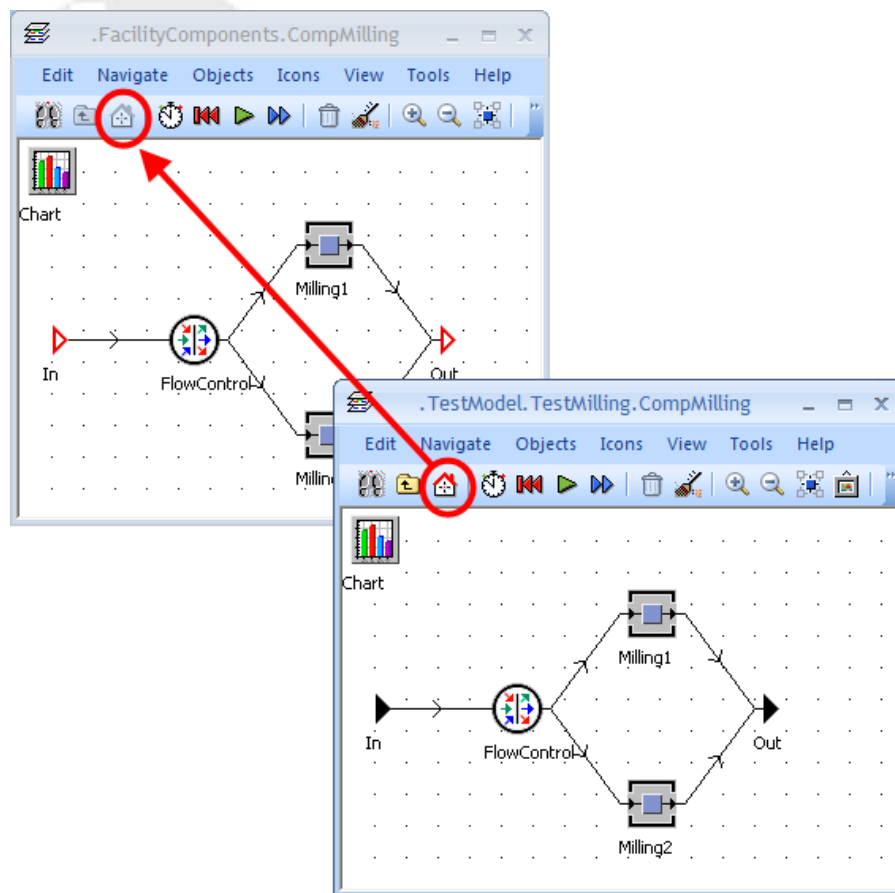 .FacilityComponents.CompMilling
Edit Navigate Objects Icons View Tools Help
Chart
Milling1
In
FlowControl
Out
.TestModel.TestMilling.CompMilling
Edit Navigate Objects Icons View Tools Help
Chart
Milling1
In
FlowControl
Out
Milling2